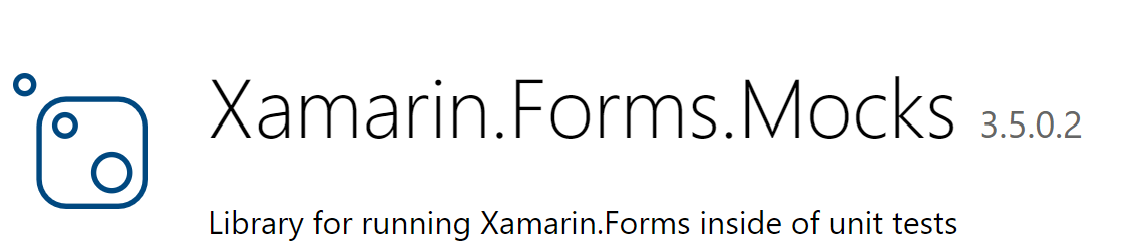 Xamarin.Forms.Mocks 3.5.0.2
Library for running Xamarin.Forms inside of unit tests